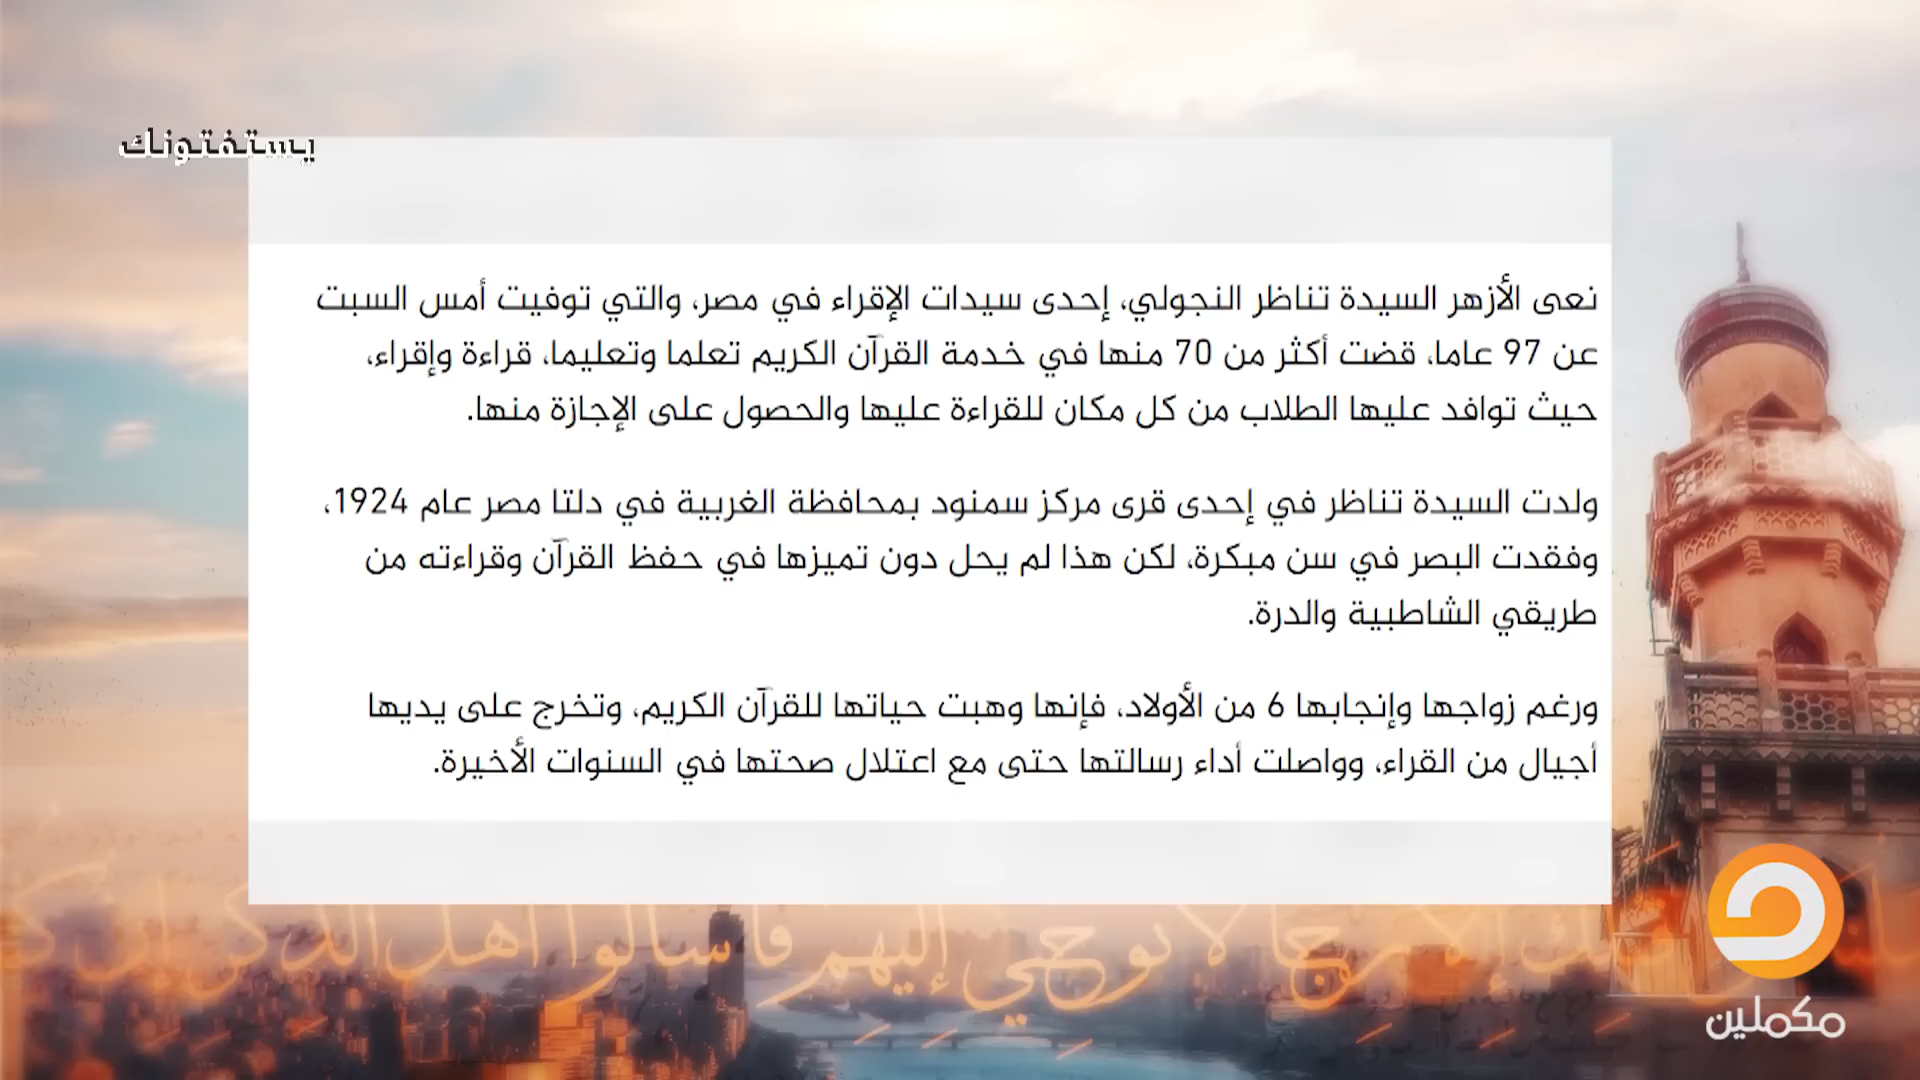 يستفتونك
نعى الأزهر السيدة تناظر النجولي، إحدى سيدات الإقراء في مصر، والتي توفيت أمس السبت
عن 97 عاما، قضت أكثر من 70 منها في خدمة القرآن الكريم تعلما وتعليما، قراءة وإقراء،
حيث توافد عليها الطلاب من كل مكان للقراءة عليها والحصول على الإجازة منها.
ولدت السيدة تناظر في إحدى قرى مركز سمنود بمحافظة الغربية في دلتا مصر عام 1924،
وفقدت البصر في سن مبكرة، لكن هذا لم يحل دون تميزها في حفظ القرآن وقراءته من
طريقي الشاطبية والدرة.
ورغم زواجها وإنجابها 6 من الأولاد، فإنها وهبت حياتها للقرآن الكريم، وتخرج على يديها
أجيال من القراء، وواصلت أداء رسالتها حتى مع اعتلال صحتها في السنوات الأخيرة.
إلا رجالا نوحي إليهم فاسألوا أهل الذكر إن
مكملين